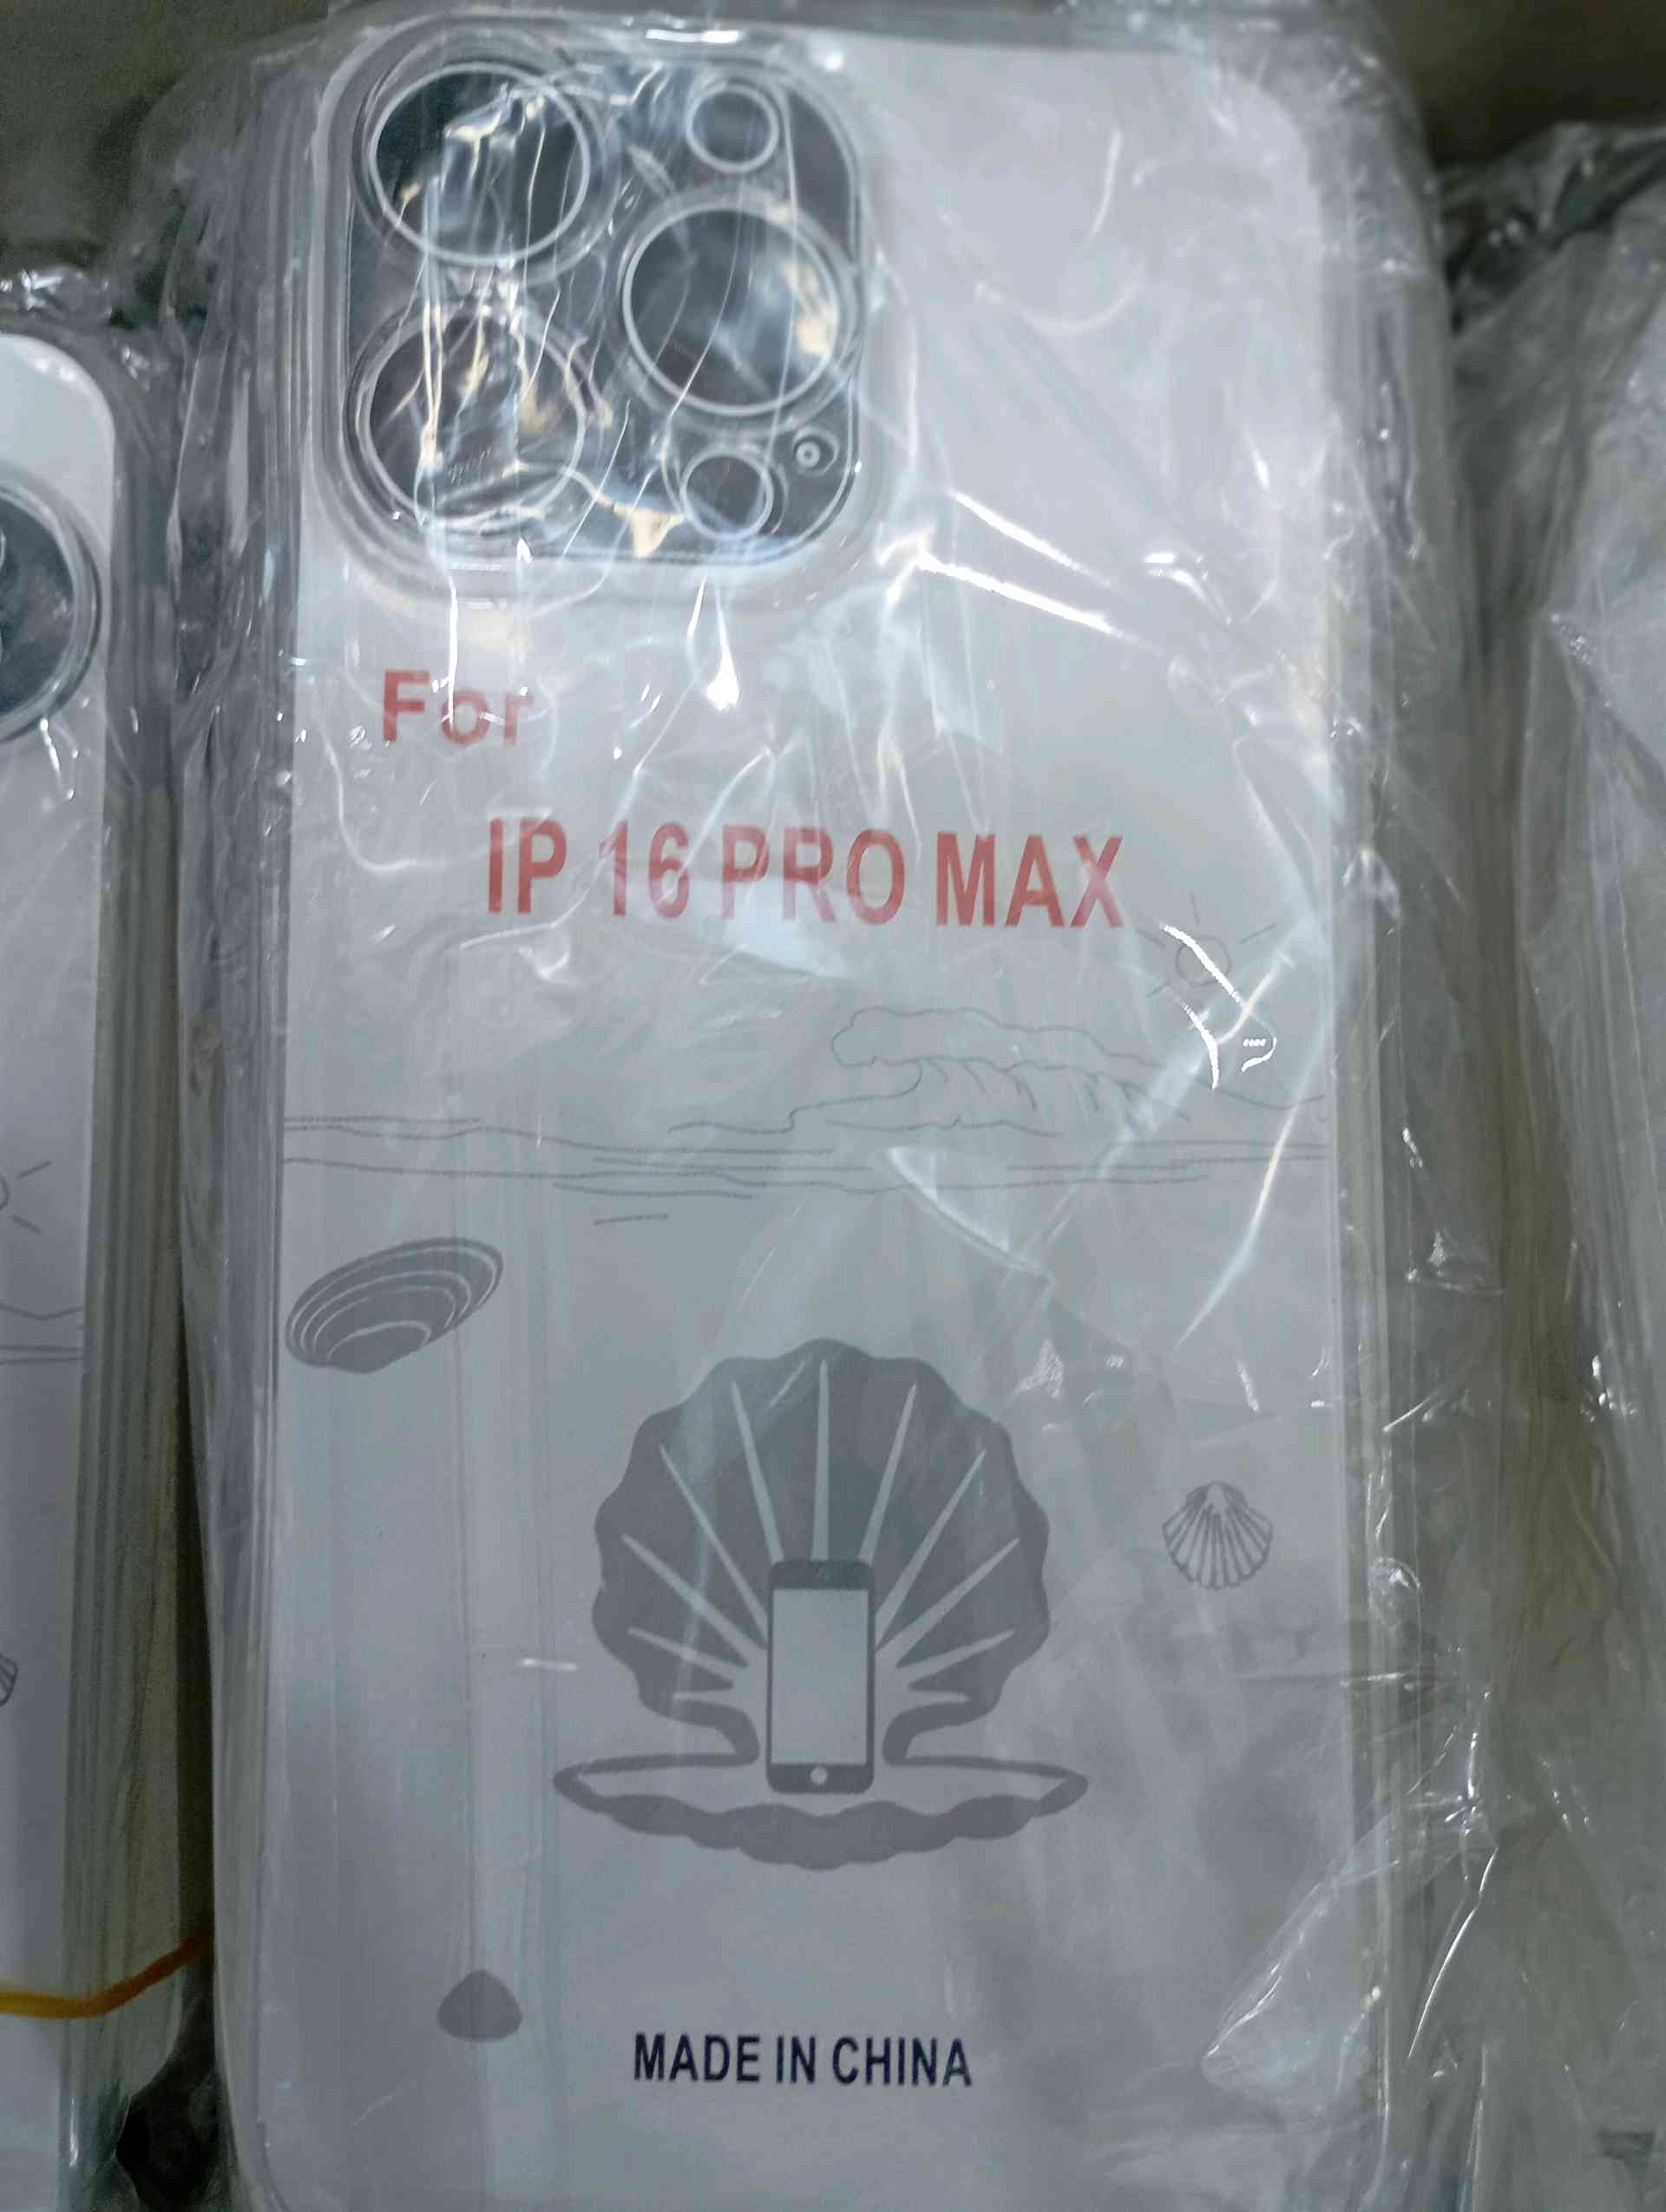 For
IP 16 PRO MAX
MADE IN CHINA